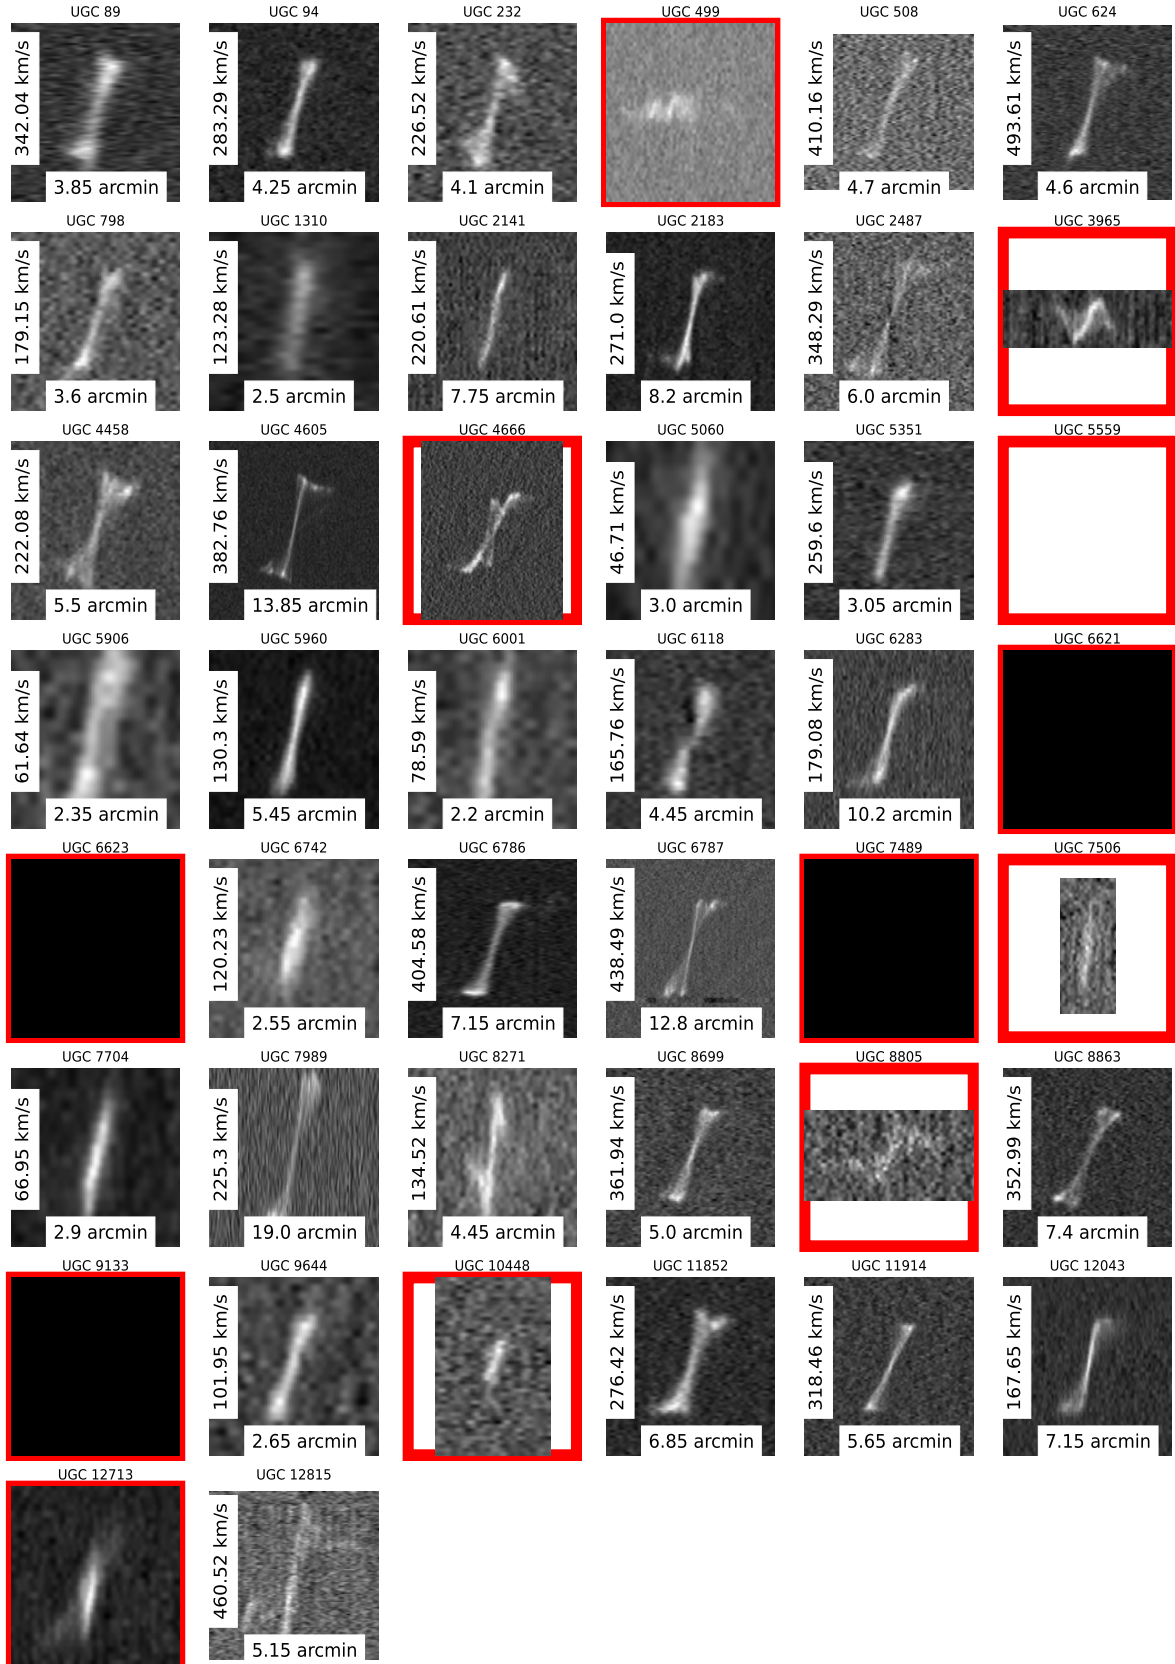 UGC 89
UGC 94
UGC 232
UGC 499
UGC 508
UGC 624
342.04 km/s
3.85 arcmin
283.29 km/s
4.25 arcmin
226.52 km/s
4.1 arcmin
410.16 km/s
4.7 arcmin
493.61 km/s
4.6 arcmin
UGC 798
UGC 1310
UGC 2141
UGC 2183
UGC 2487
UGC 3965
179.15 km/s
3.6 arcmin
123.28 km/s
2.5 arcmin
220.61 km/s
7.75 arcmin
271.0 km/s
8.2 arcmin
348.29 km/s
6.0 arcmin
UGC 4458
UGC 4605
UGC 4666
UGC 5060
UGC 5351
UGC 5559
222.08 km/s
5.5 arcmin
382.76 km/s
13.85 arcmin
46.71 km/s
3.0 arcmin
259.6 km/s
3.05 arcmin
UGC 5906
UGC 5960
UGC 6001
UGC 6118
UGC 6283
UGC 6621
61.64 km/s
2.35 arcmin
130.3 km/s
5.45 arcmin
78.59 km/s
2.2 arcmin
165.76 km/s
4.45 arcmin
179.08 km/s
10.2 arcmin
UGC 6623
UGC 6742
UGC 6786
UGC 6787
UGC 7489
UGC 7506
120.23 km/s
2.55 arcmin
404.58 km/s
7.15 arcmin
438.49 km/s
12.8 arcmin
UGC 7704
UGC 7989
UGC 8271
UGC 8699
UGC 8805
UGC 8863
66.95 km/s
2.9 arcmin
225.3 km/s
19.0 arcmin
134.52 km/s
4.45 arcmin
361.94 km/s
5.0 arcmin
352.99 km/s
7.4 arcmin
UGC 9133
UGC 9644
UGC 10448
UGC 11852
UGC 11914
UGC 12043
101.95 km/s
2.65 arcmin
276.42 km/s
6.85 arcmin
318.46 km/s
5.65 arcmin
167.65 km/s
7.15 arcmin
UGC 12713
UGC 12815
460.52 km/s
5.15 arcmin